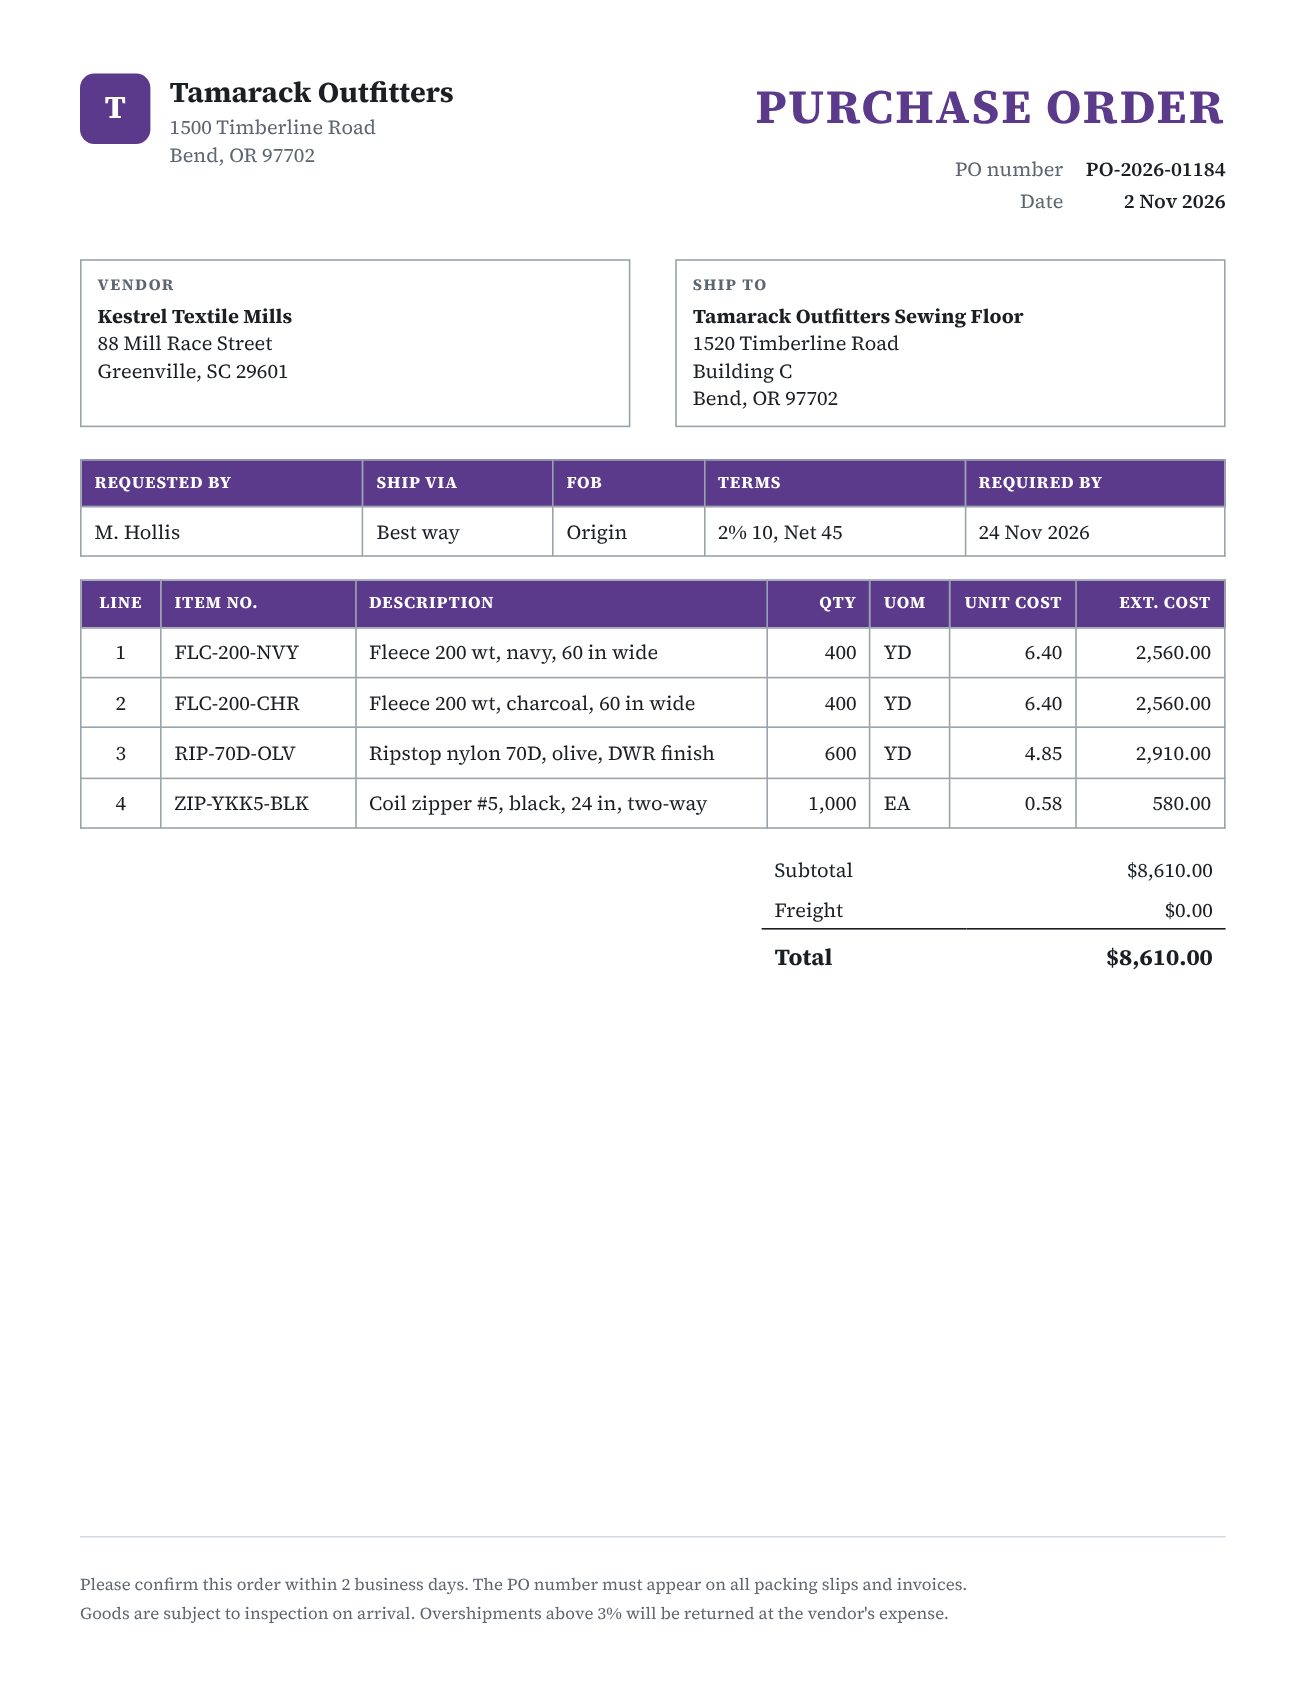 T
Tamarack Outfitters
1500 Timberline Road
Bend, OR 97702
PURCHASE ORDER
PO number PO-2026-01184
Date 2 Nov 2026
VENDOR
Kestrel Textile Mills
88 Mill Race Street
Greenville, SC 29601
SHIP TO
Tamarack Outfitters Sewing Floor
1520 Timberline Road
Building C
Bend, OR 97702
REQUESTED BY SHIP VIA FOB TERMS REQUIRED BY
M. Hollis Best way Origin 2% 10, Net 45 24 Nov 2026
LINE ITEM NO. DESCRIPTION QTY UOM UNIT COST EXT. COST
1 FLC-200-NVY Fleece 200 wt, navy, 60 in wide 400 YD 6.40 2,560.00
2 FLC-200-CHR Fleece 200 wt, charcoal, 60 in wide 400 YD 6.40 2,560.00
3 RIP-70D-OLV Ripstop nylon 70D, olive, DWR finish 600 YD 4.85 2,910.00
4 ZIP-YKK5-BLK Coil zipper #5, black, 24 in, two-way 1,000 EA 0.58 580.00
Subtotal $8,610.00
Freight $0.00
Total $8,610.00
Please confirm this order within 2 business days. The PO number must appear on all packing slips and invoices.
Goods are subject to inspection on arrival. Overshipments above 3% will be returned at the vendor's expense.